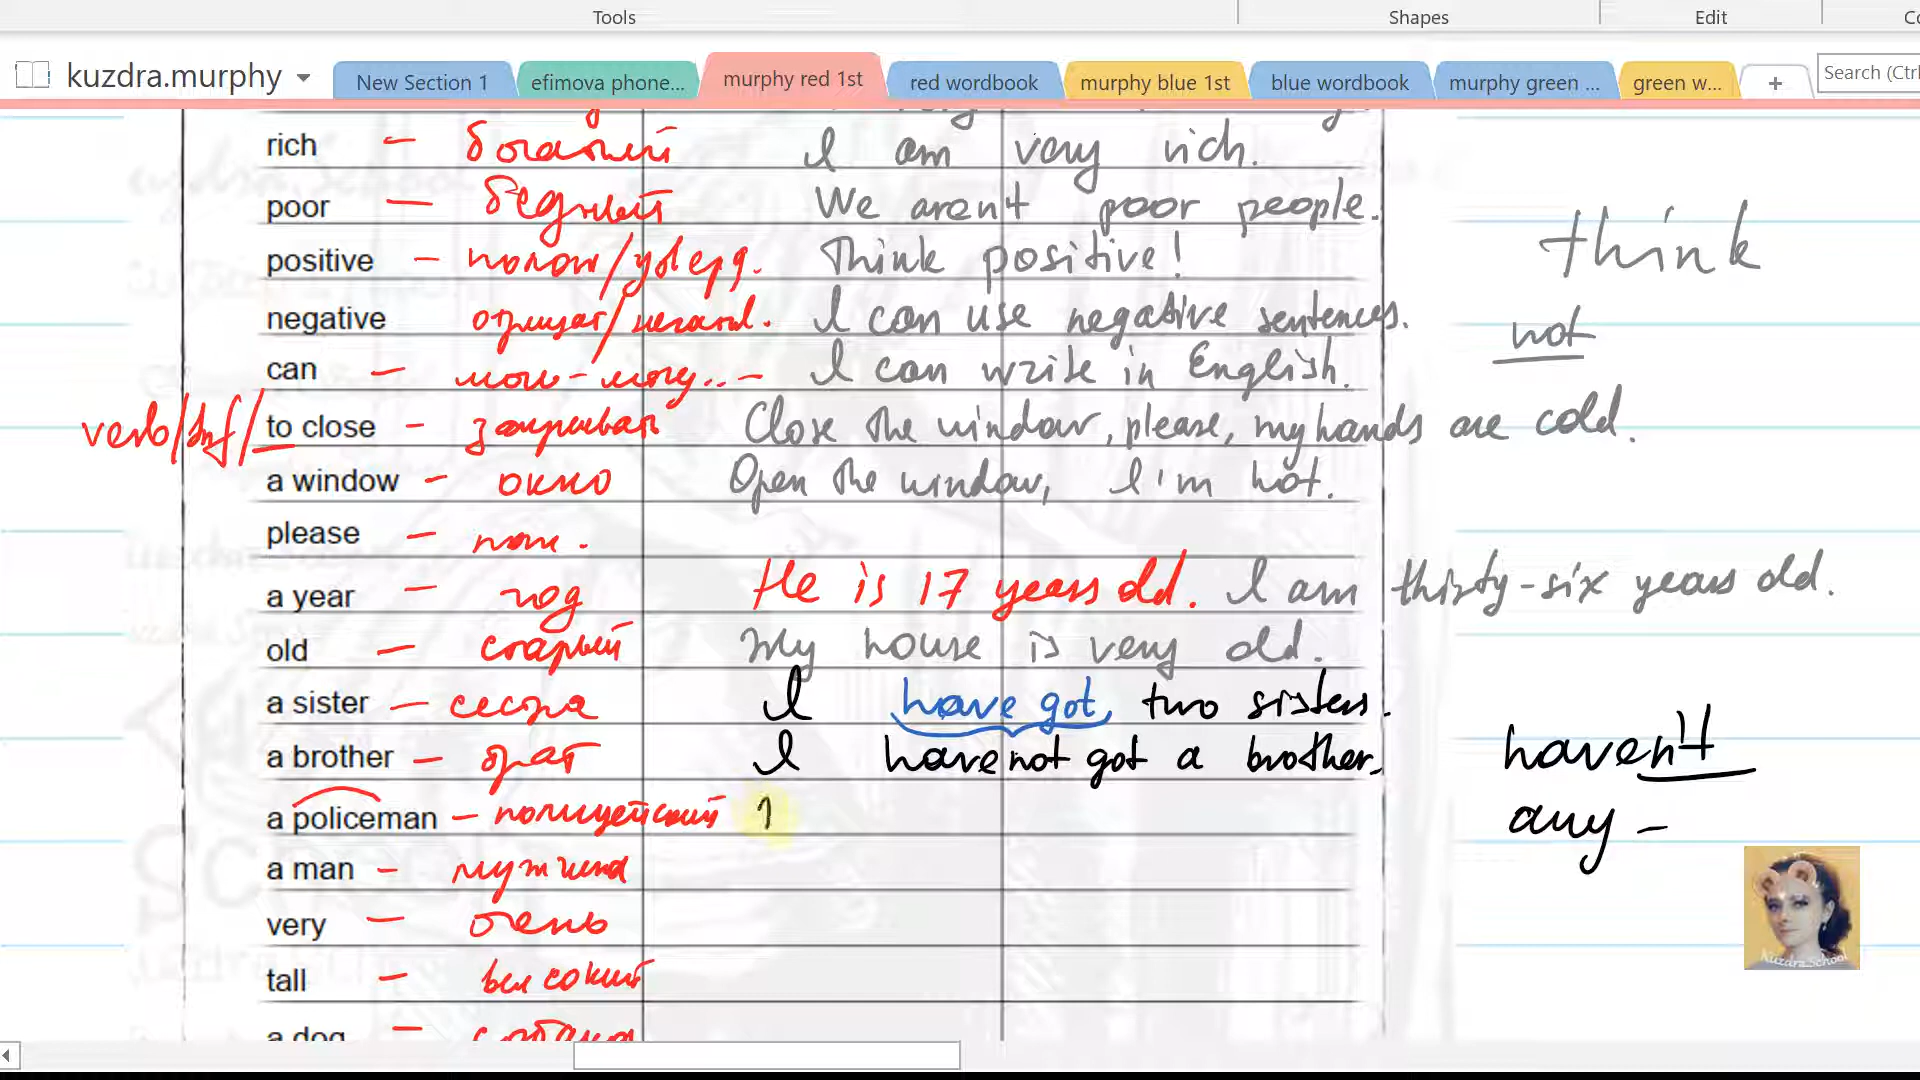 Tools Shapes Edit
kuzdra.murphy New Section 1 efimova phone... murphy red 1st red wordbook murphy blue 1st blue wordbook murphy green ... green w... + Search (Ctrl
rich – богатый I am very rich.
poor – бедный We aren't poor people.
think
positive – полож/утверд. Think positive!
negative отрицат/негатив. I can use negative sentences.
not
can – мочь-могу..– I can write in English.
verb/Inf/ to close – закрывать Close the window, please, my hands are cold.
a window – окно Open the window, I'm hot.
please – пож.
a year – год He is 17 years old. I am thirty-six years old.
old – старый My house is very old.
a sister – сестра I have got two sisters.
a brother – брат I have not got a brother.
haven't
a policeman – полицейский
any –
a man – мужчина
very – очень
tall – высокий
a dog – собака
Kuzdra_School